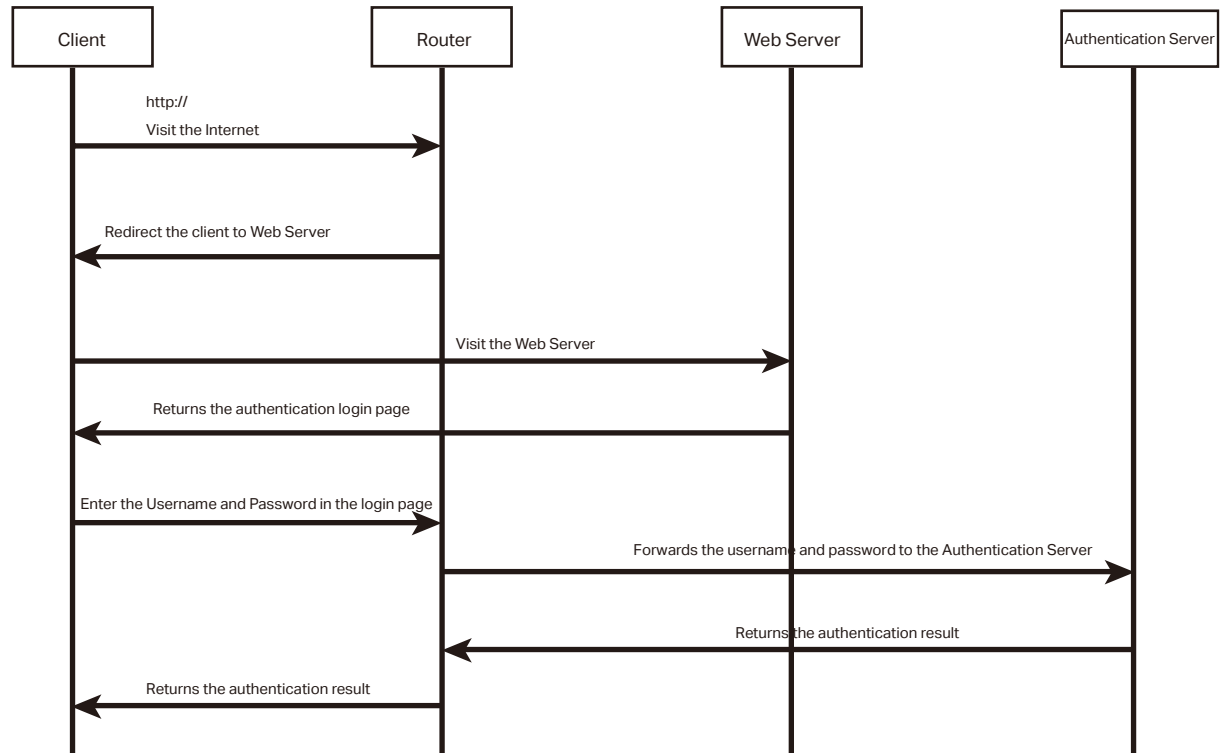 Client
Router
Web Server
Authentication Server
http://
Visit the Internet
Redirect the client to Web Server
Visit the Web Server
Returns the authentication login page
Enter the Username and Password in the login page
Forwards the username and password to the Authentication Server
Returns the authentication result
Returns the authentication result